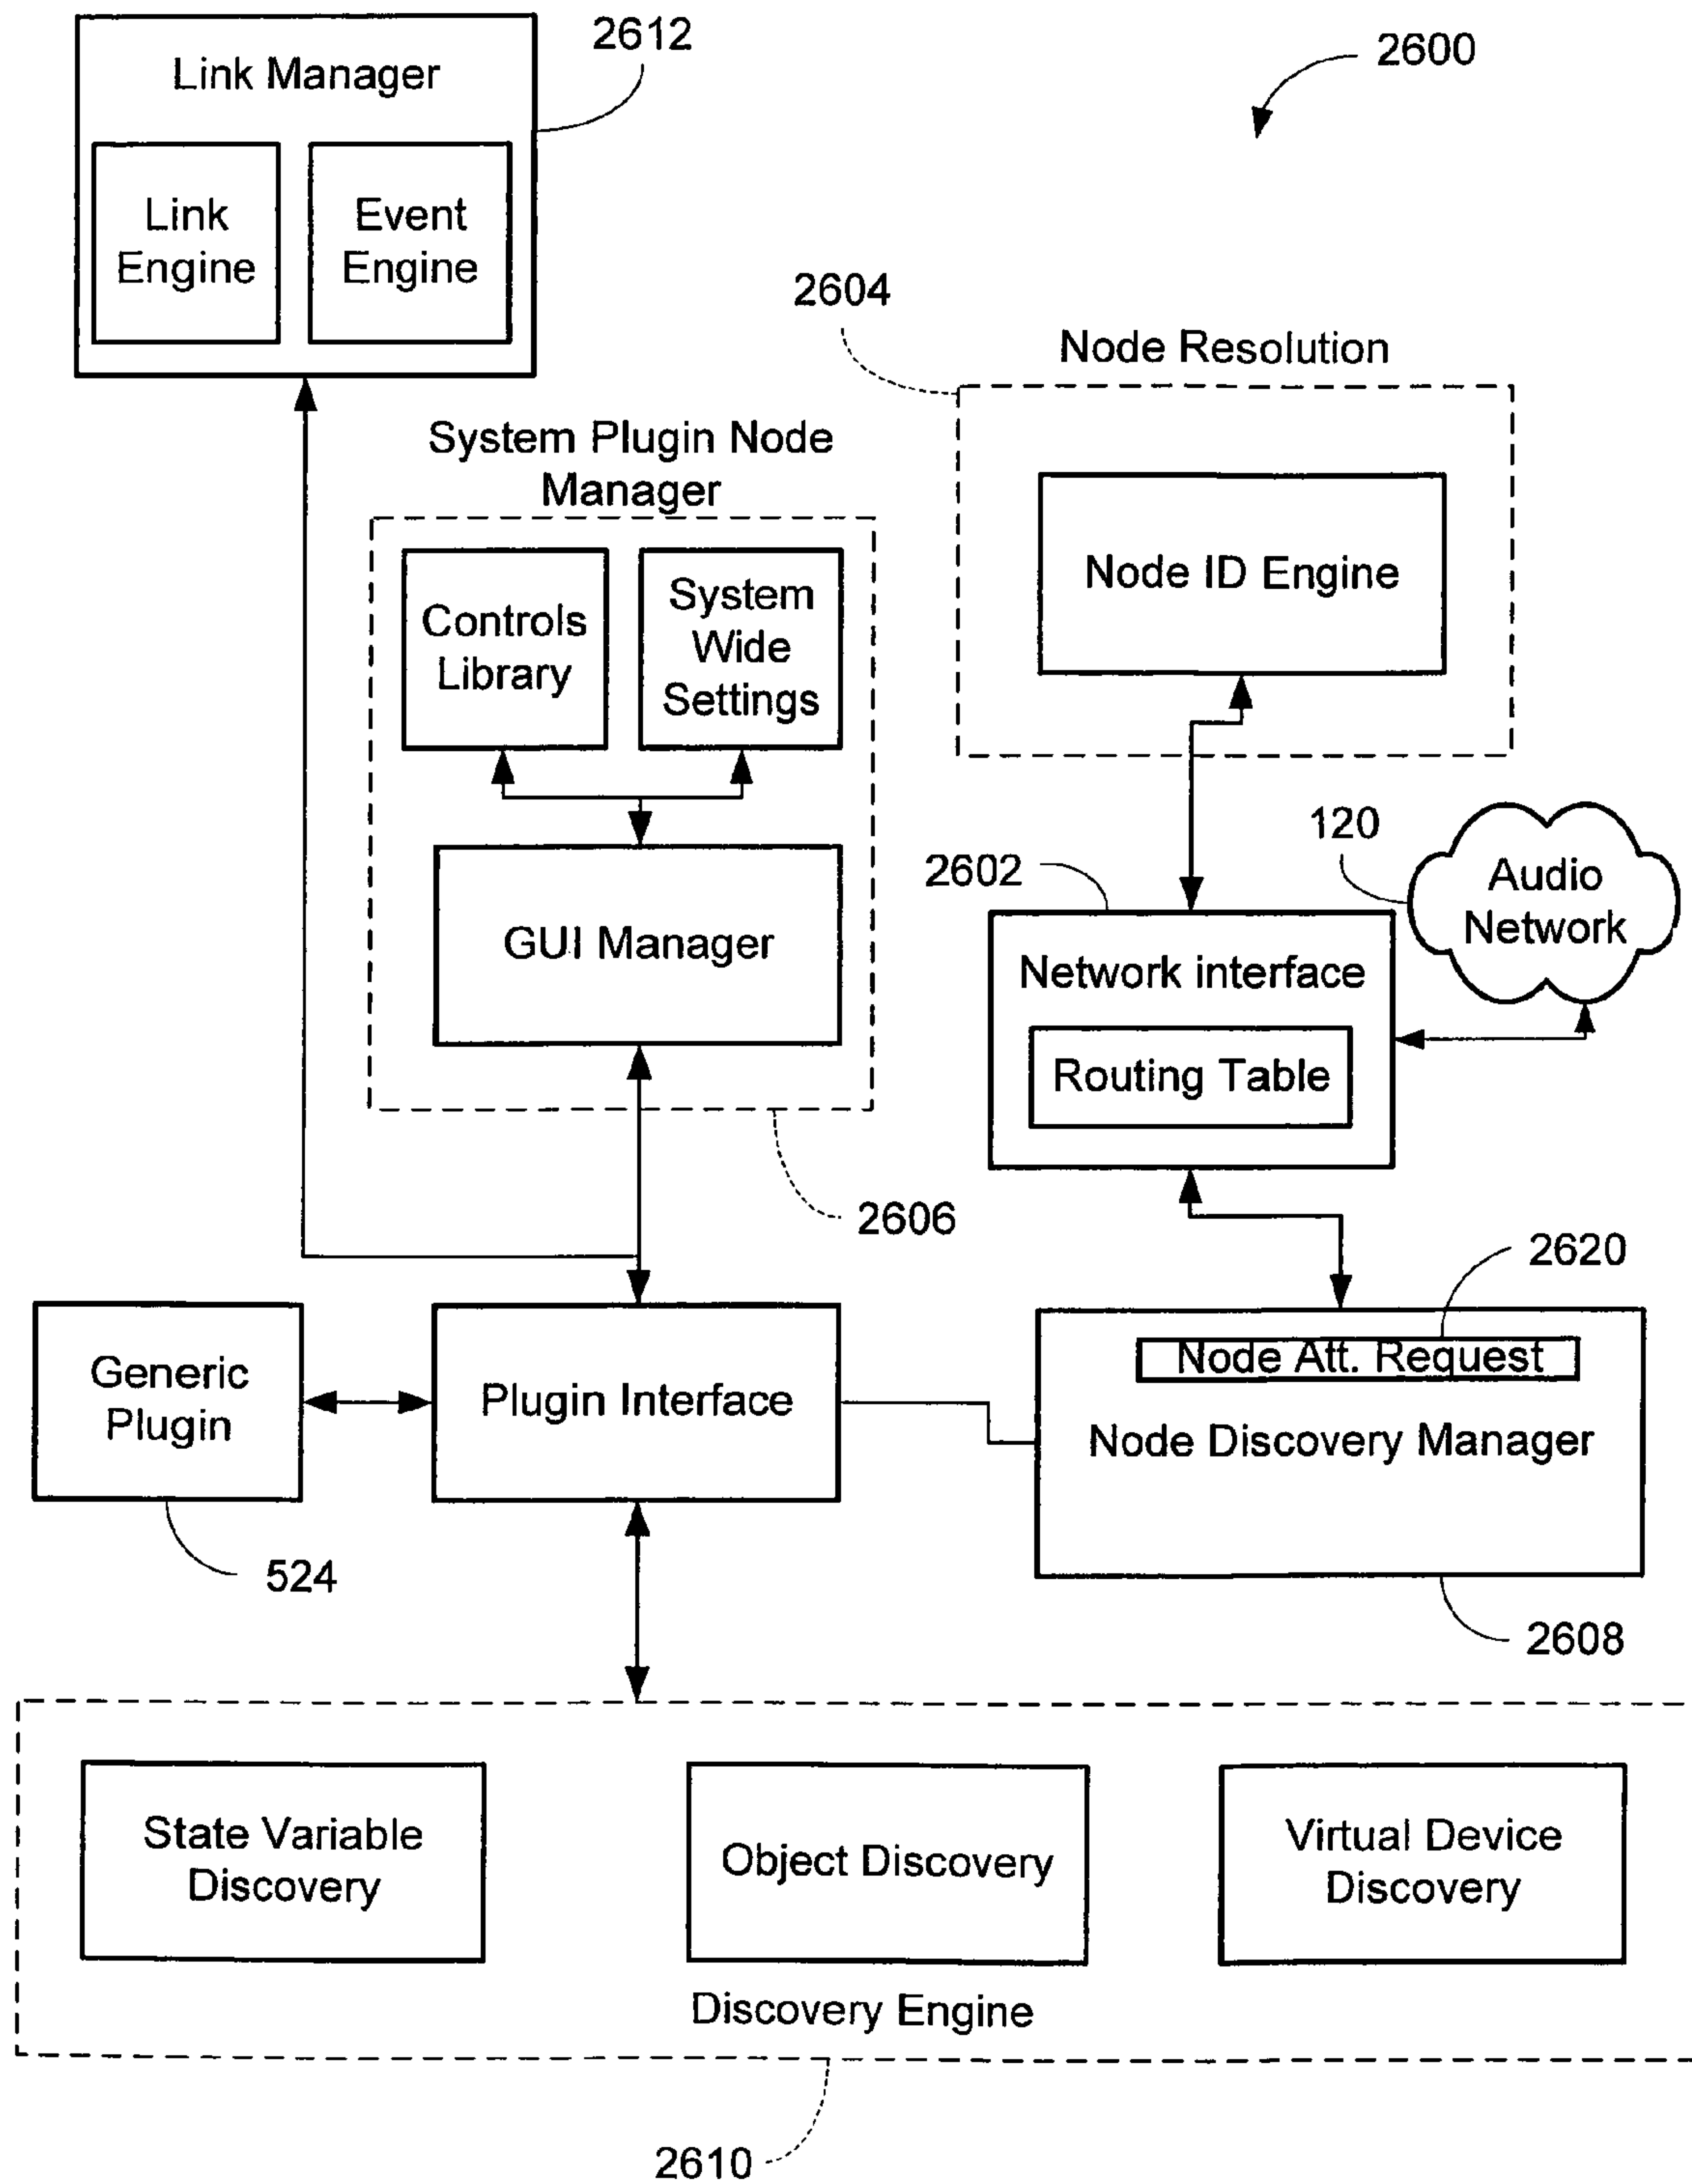 2612
2600
Link Manager
Link
Engine
Event
Engine
2604
Node Resolution
System Plugin Node
Manager
Node ID Engine
Controls
Library
System
Wide
Settings
120
Audio
Network
2602
GUI Manager
Network interface
Routing Table
2606
2620
Node Att. Request
Generic
Plugin
Plugin Interface
Node Discovery Manager
524
2608
State Variable
Discovery
Object Discovery
Virtual Device
Discovery
Discovery Engine
2610